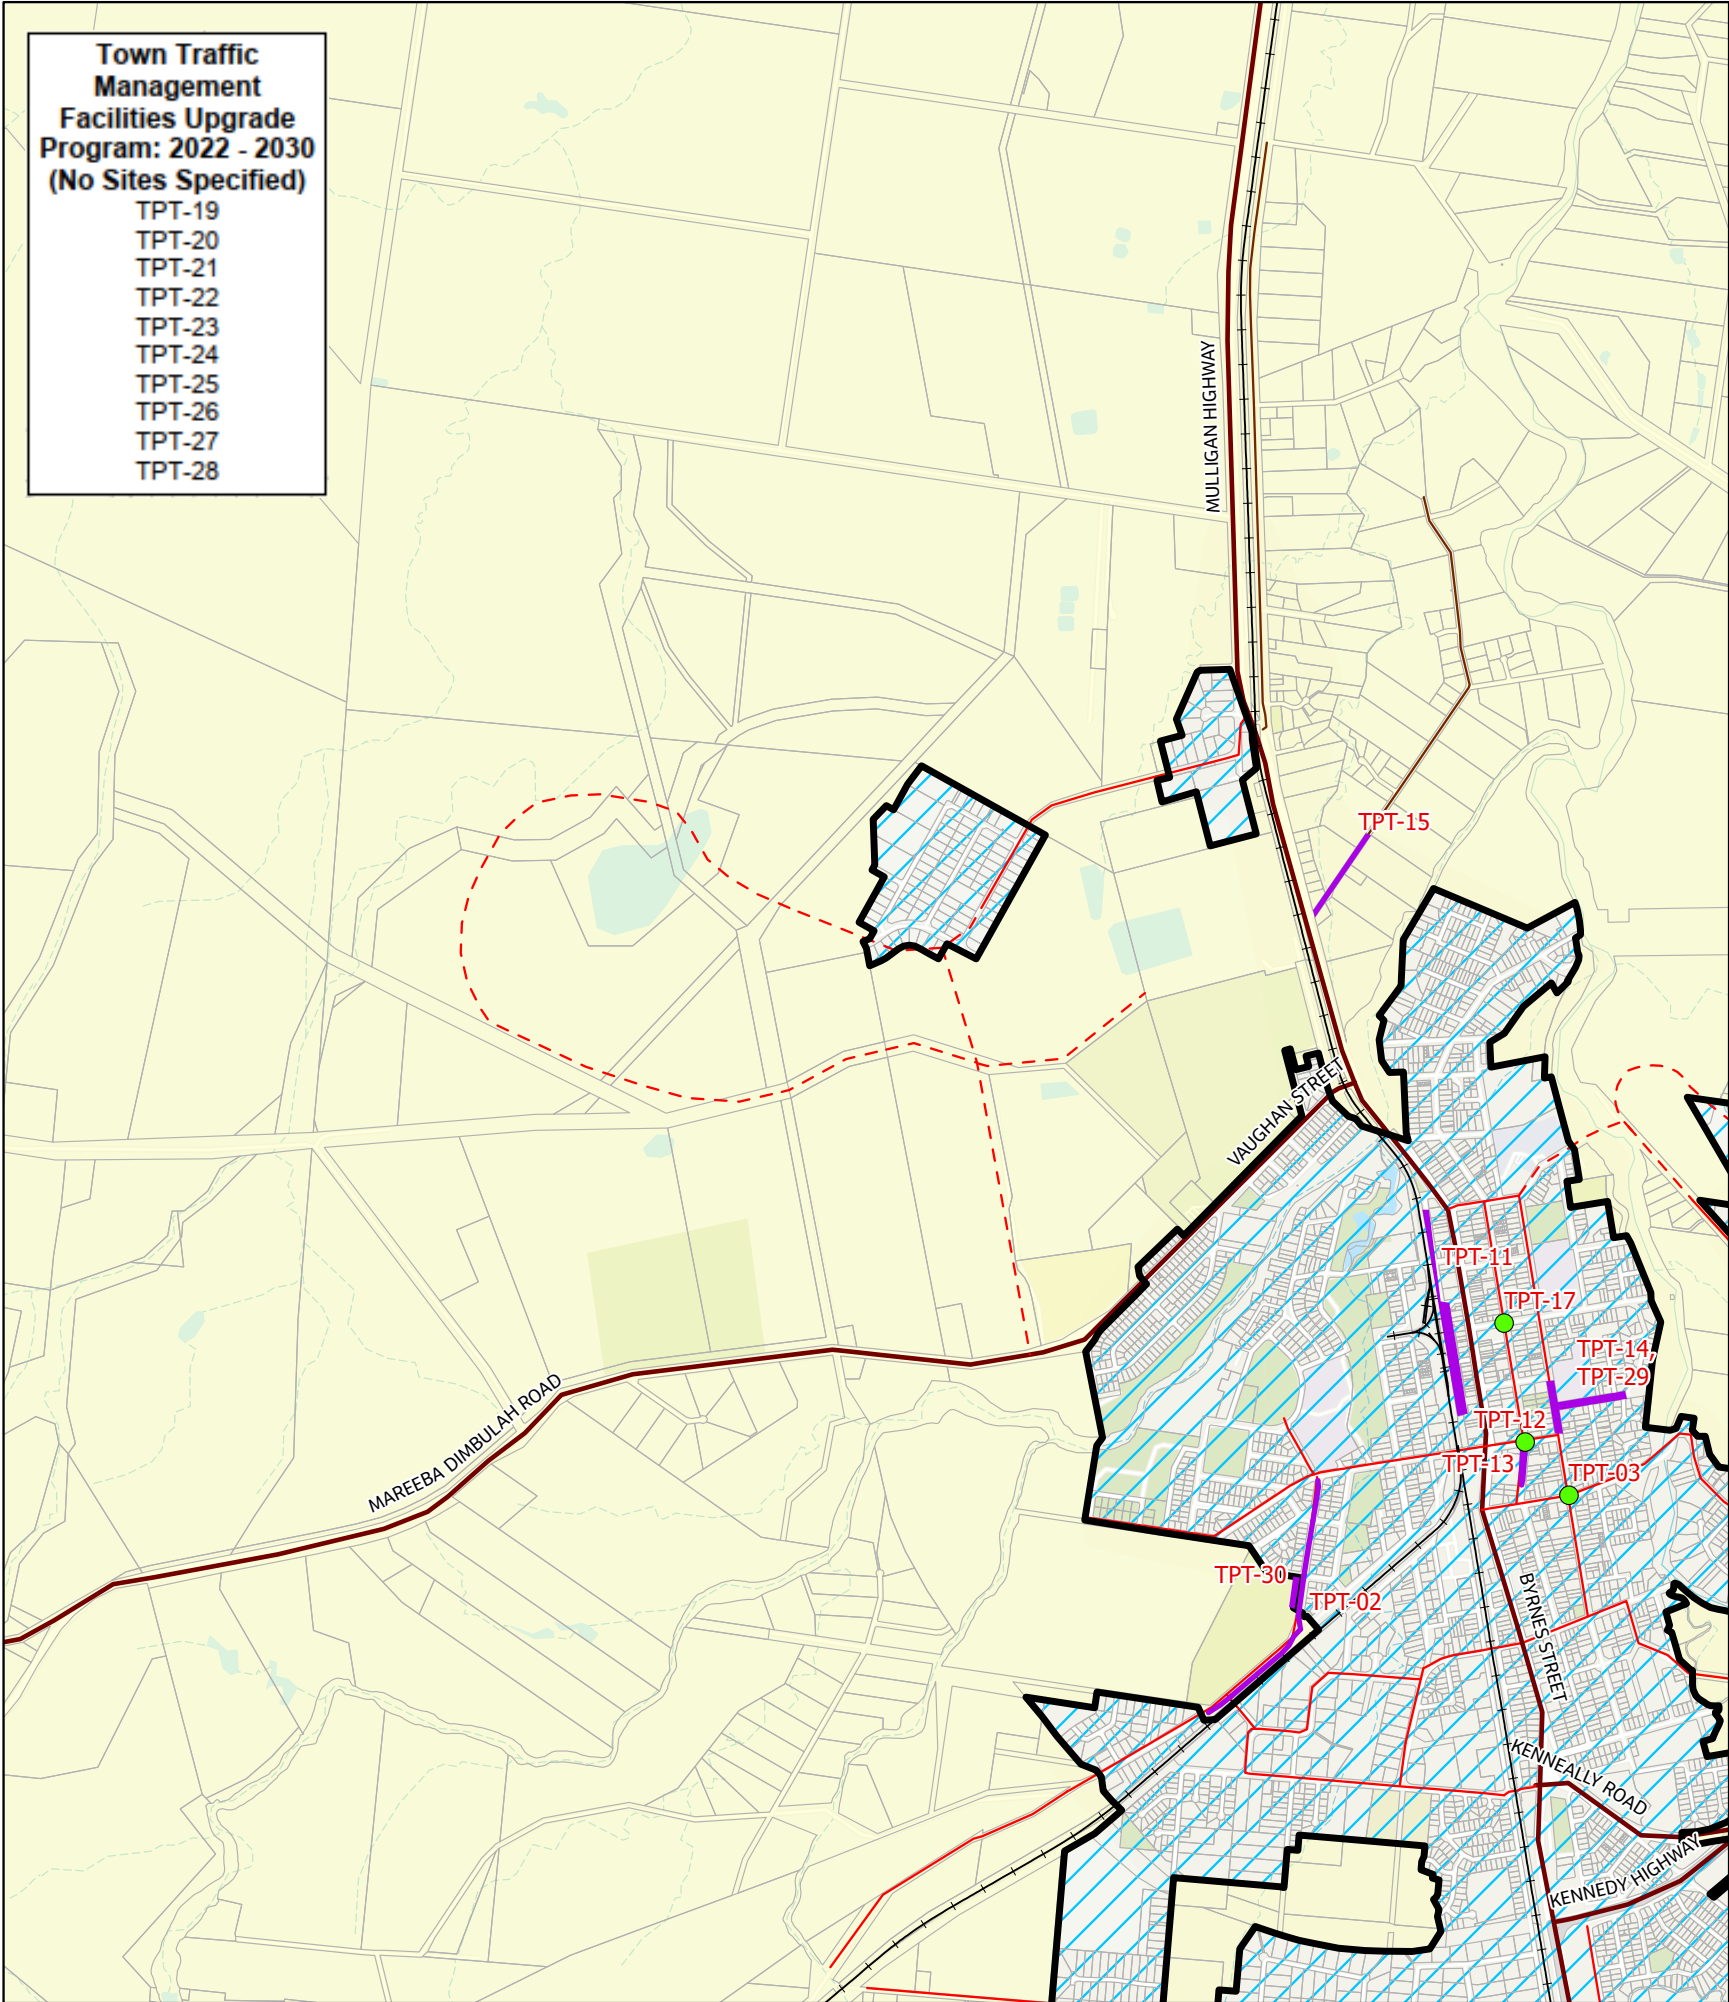 Town Traffic
Management
Facilities Upgrade
Program: 2022 - 2030
(No Sites Specified)
TPT-19
TPT-20
TPT-21
TPT-22
TPT-23
TPT-24
TPT-25
TPT-26
TPT-27
TPT-28
MULLIGAN HIGHWAY
TPT-15
VAUGHAN STREET
TPT-11
TPT-17
TPT-14,
TPT-29
MAREEBA DIMBULAH ROAD
TPT-12
TPT-13
TPT-03
TPT-30
TPT-02
BYRNES STREET
KENNEALLY ROAD
KENNEDY HIGHWAY